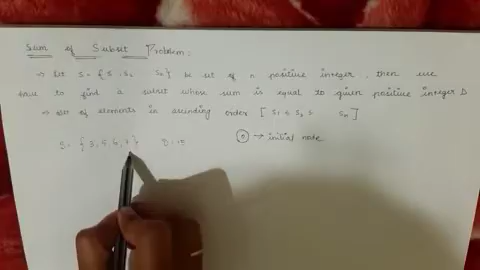 Sum of Subset Problem:
→ Let S = { S1 S2 Sn } be set of n positive integer, then we
have to find a subset whose sum is equal to given positive integer D
→ set of elements in ascending order [ S1 ≤ S2 ≤ Sn ]
S = { 3, 5, 6, 7 } D = 15 0 → initial node